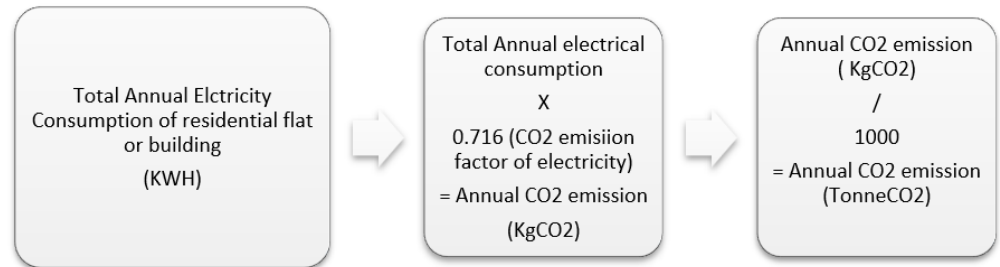 Total Annual Elctricity
Consumption of residential flat
or building
(KWH)
Total Annual electrical
consumption
X
0.716 (CO2 emisiion
factor of electricity)
= Annual CO2 emission
(KgCO2)
Annual CO2 emission
( KgCO2)
/
1000
= Annual CO2 emission
(TonneCO2)